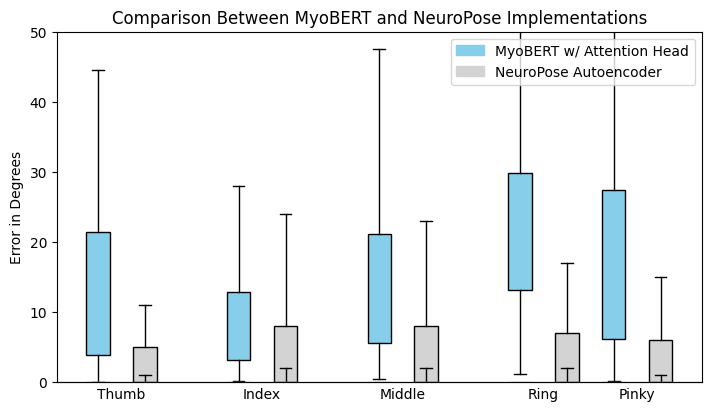 Comparison Between MyoBERT and NeuroPose Implementations
50
40
30
20
10
0
Error in Degrees
MyoBERT w/ Attention Head
NeuroPose Autoencoder
Thumb Index Middle Ring Pinky